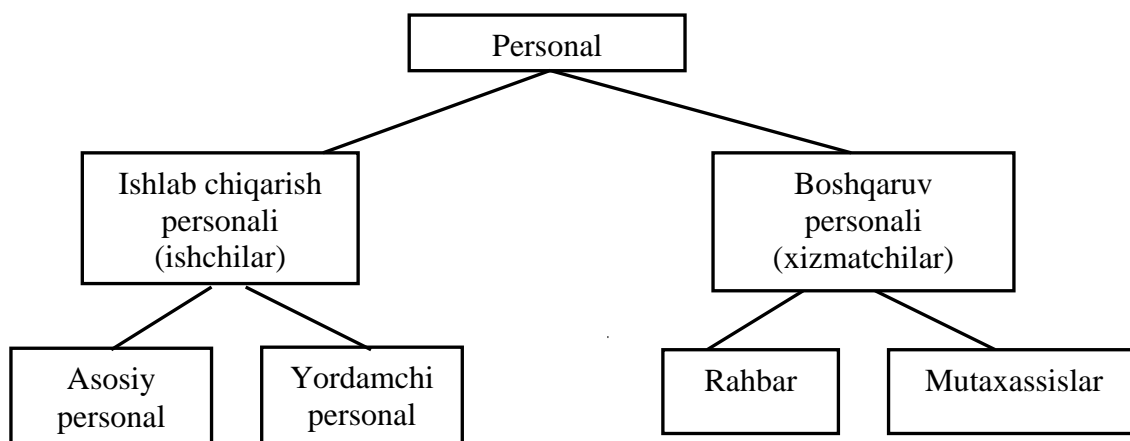 Personal
Ishlab chiqarish
personali
(ishchilar)
Boshqaruv
personali
(xizmatchilar)
Asosiy
personal
Yordamchi
personal
Rahbar
Mutaxassislar